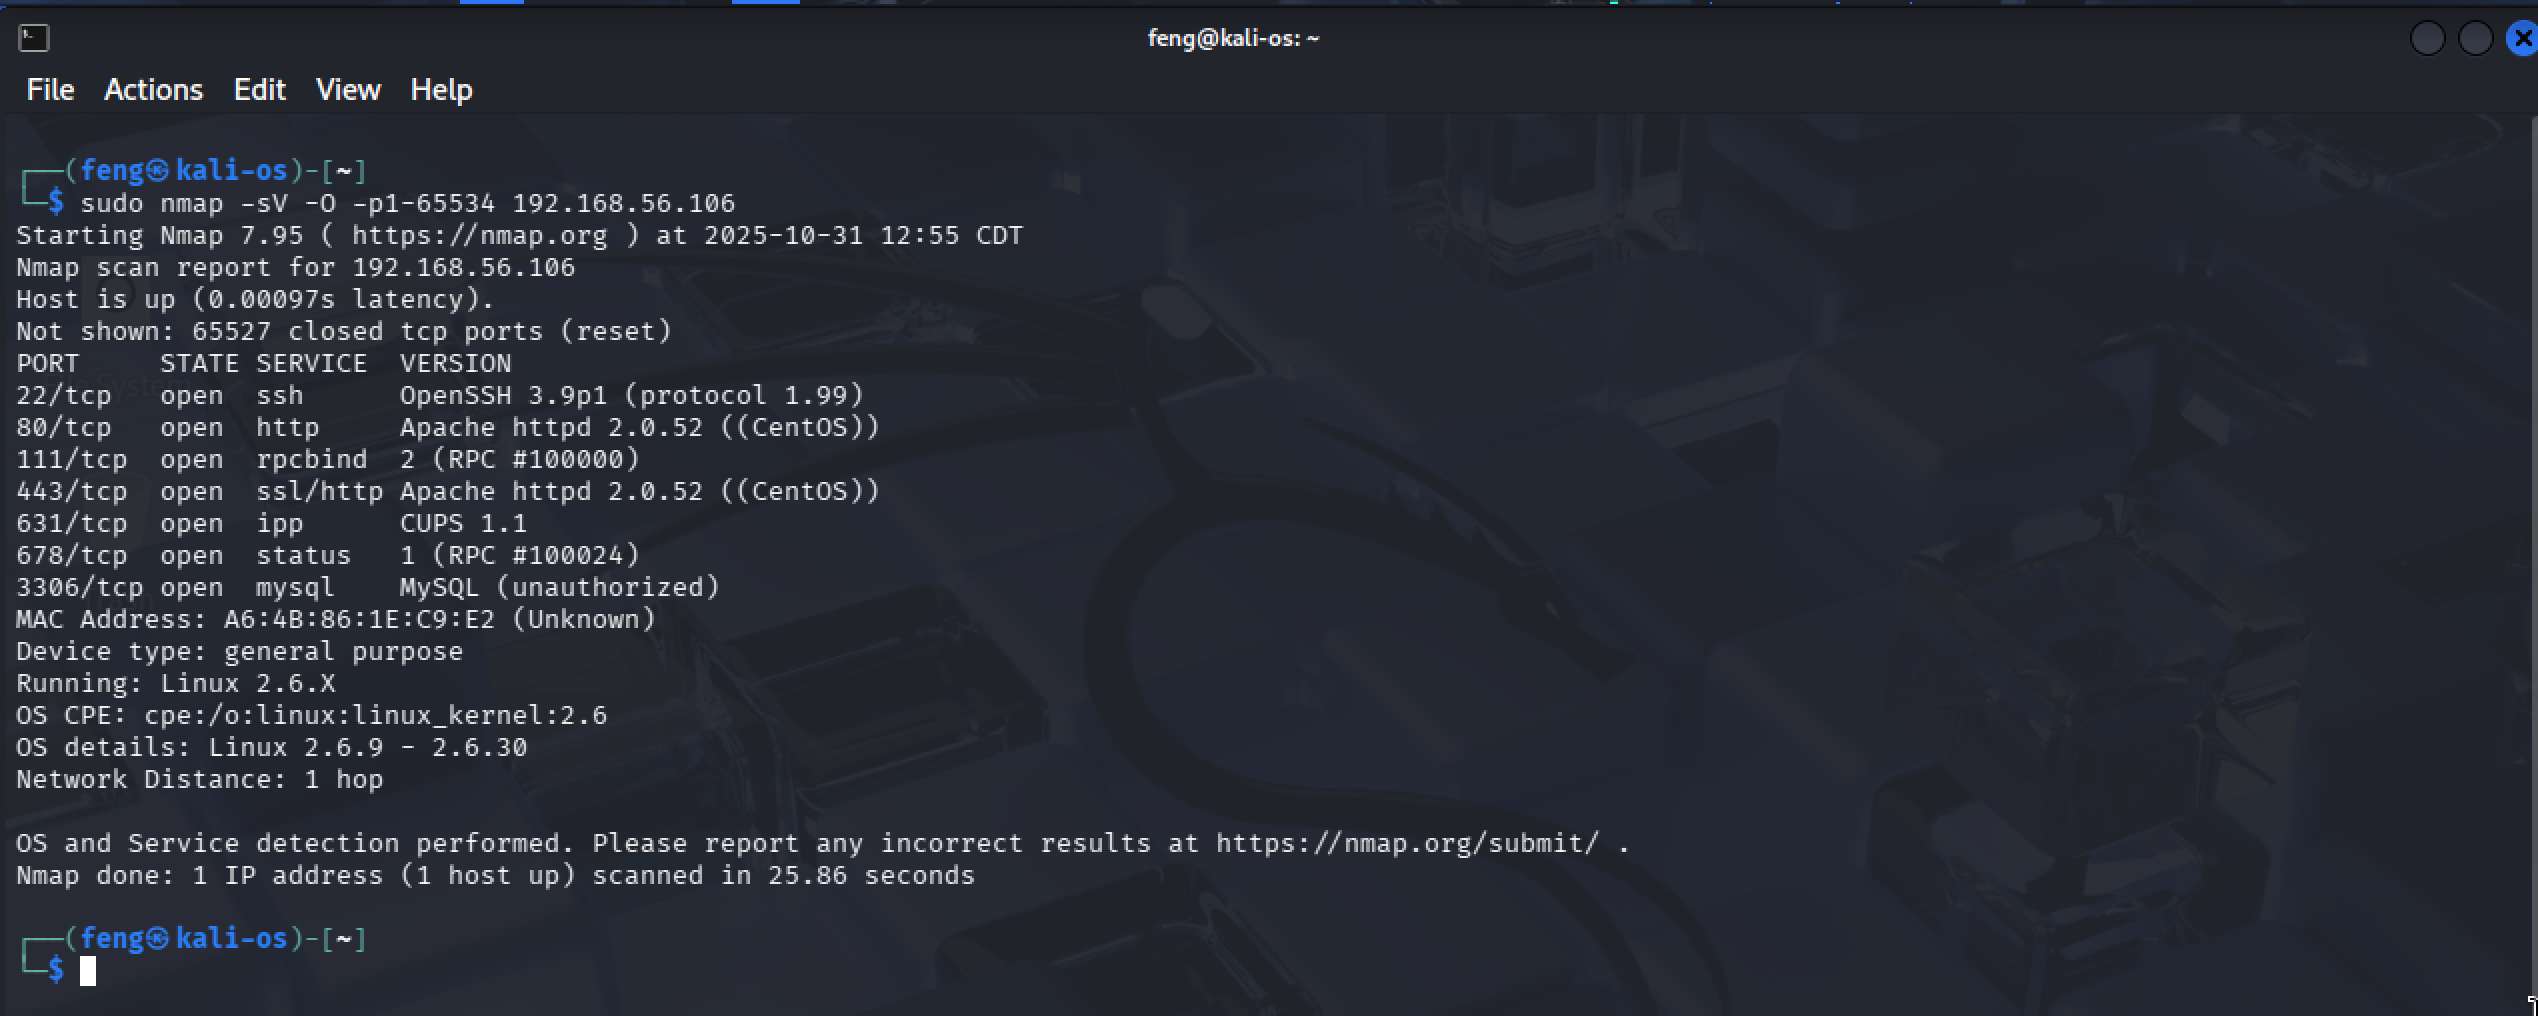 feng@kali-os: ~
File Actions Edit View Help
┌──(feng㉿kali-os)-[~]
└─$ sudo nmap -sV -O -p1-65534 192.168.56.106
Starting Nmap 7.95 ( https://nmap.org ) at 2025-10-31 12:55 CDT
Nmap scan report for 192.168.56.106
Host is up (0.00097s latency).
Not shown: 65527 closed tcp ports (reset)
PORT     STATE SERVICE  VERSION
22/tcp   open  ssh      OpenSSH 3.9p1 (protocol 1.99)
80/tcp   open  http     Apache httpd 2.0.52 ((CentOS))
111/tcp  open  rpcbind  2 (RPC #100000)
443/tcp  open  ssl/http Apache httpd 2.0.52 ((CentOS))
631/tcp  open  ipp      CUPS 1.1
678/tcp  open  status   1 (RPC #100024)
3306/tcp open  mysql    MySQL (unauthorized)
MAC Address: A6:4B:86:1E:C9:E2 (Unknown)
Device type: general purpose
Running: Linux 2.6.X
OS CPE: cpe:/o:linux:linux_kernel:2.6
OS details: Linux 2.6.9 - 2.6.30
Network Distance: 1 hop
OS and Service detection performed. Please report any incorrect results at https://nmap.org/submit/ .
Nmap done: 1 IP address (1 host up) scanned in 25.86 seconds
┌──(feng㉿kali-os)-[~]
└─$